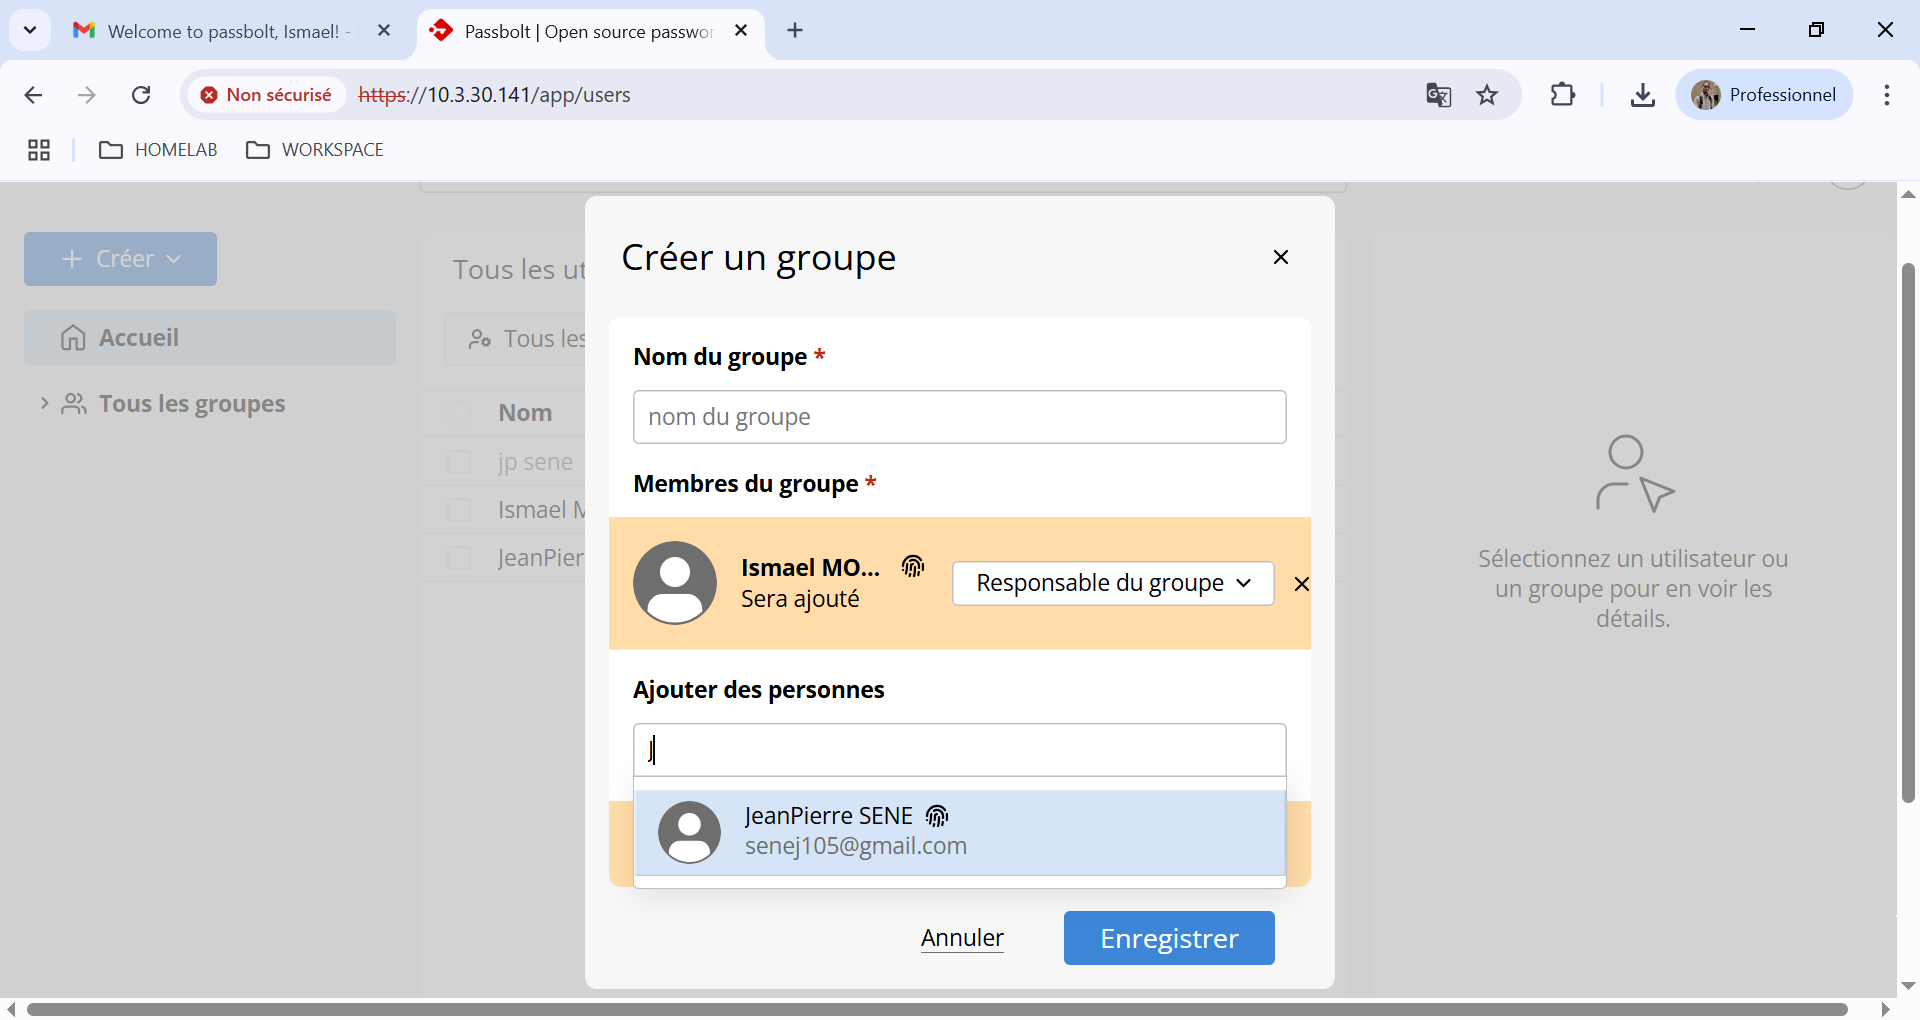 Welcome to passbolt, Ismael! -
Passbolt | Open source passwor
Non sécurisé
https://10.3.30.141/app/users
Professionnel
HOMELAB
WORKSPACE
Créer
Accueil
Tous les groupes
Tous les ut
Tous les
Nom
jp sene
Ismael M
JeanPier
Créer un groupe
Nom du groupe *
nom du groupe
Membres du groupe *
Ismael MO...
Sera ajouté
Responsable du groupe
Ajouter des personnes
J
JeanPierre SENE
senej105@gmail.com
Annuler
Enregistrer
Sélectionnez un utilisateur ou
un groupe pour en voir les
détails.